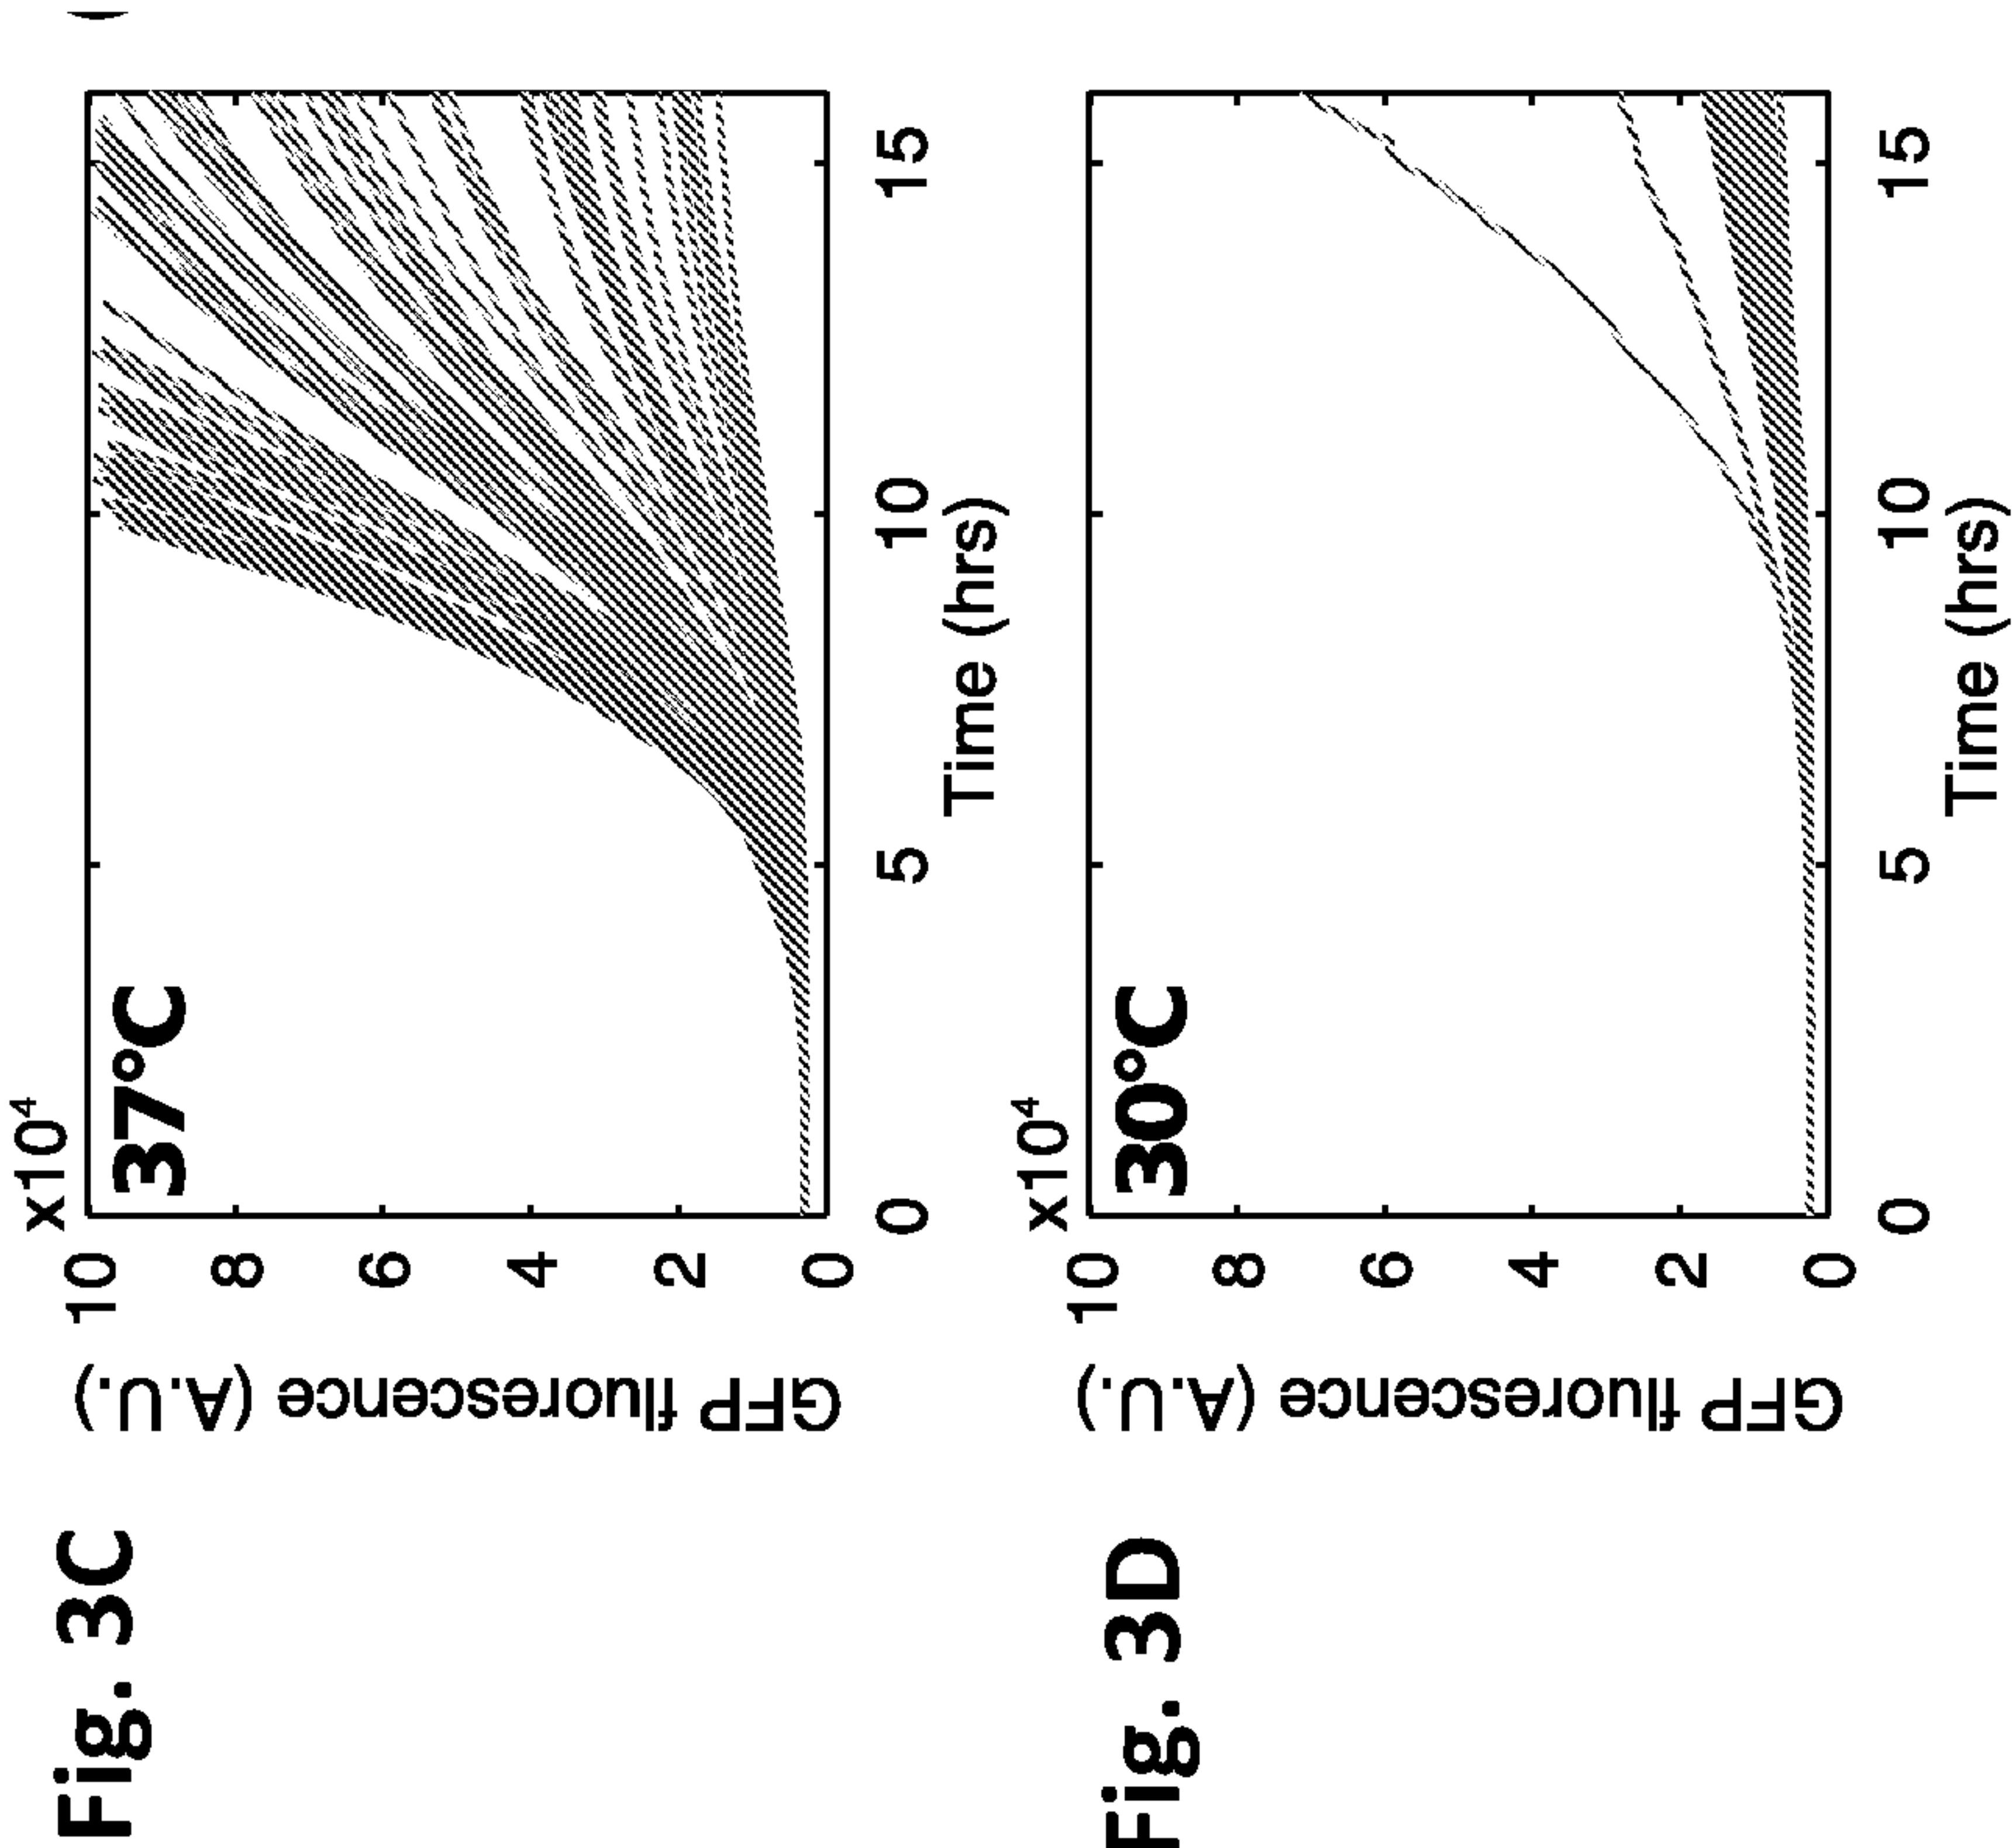 Fig. 3C
GFP fluorescence (A.U.)
x10⁴
37°C
10
8
6
4
2
0
0
5
10
15
Time (hrs)
Fig. 3D
GFP fluorescence (A.U.)
x10⁴
30°C
10
8
6
4
2
0
0
5
10
15
Time (hrs)